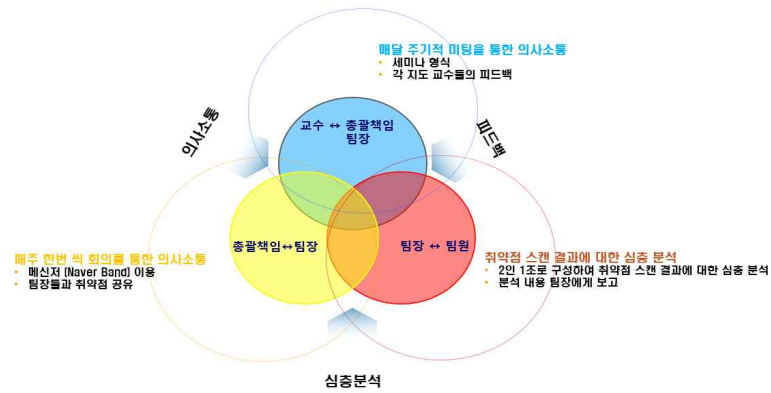 매달 주기적 미팅을 통한 의사소통
• 세미나 형식
• 각 지도 교수들의 피드백
의사소통
피드백
교수 ↔ 총괄책임
팀장
총괄책임↔팀장
팀장 ↔ 팀원
매주 한번 씩 회의를 통한 의사소통
• 메신저 (Naver Band) 이용
• 팀장들과 취약점 공유
취약점 스캔 결과에 대한 심층 분석
• 2인 1조로 구성하여 취약점 스캔 결과에 대한 심층 분석
• 분석 내용 팀장에게 보고
심층분석